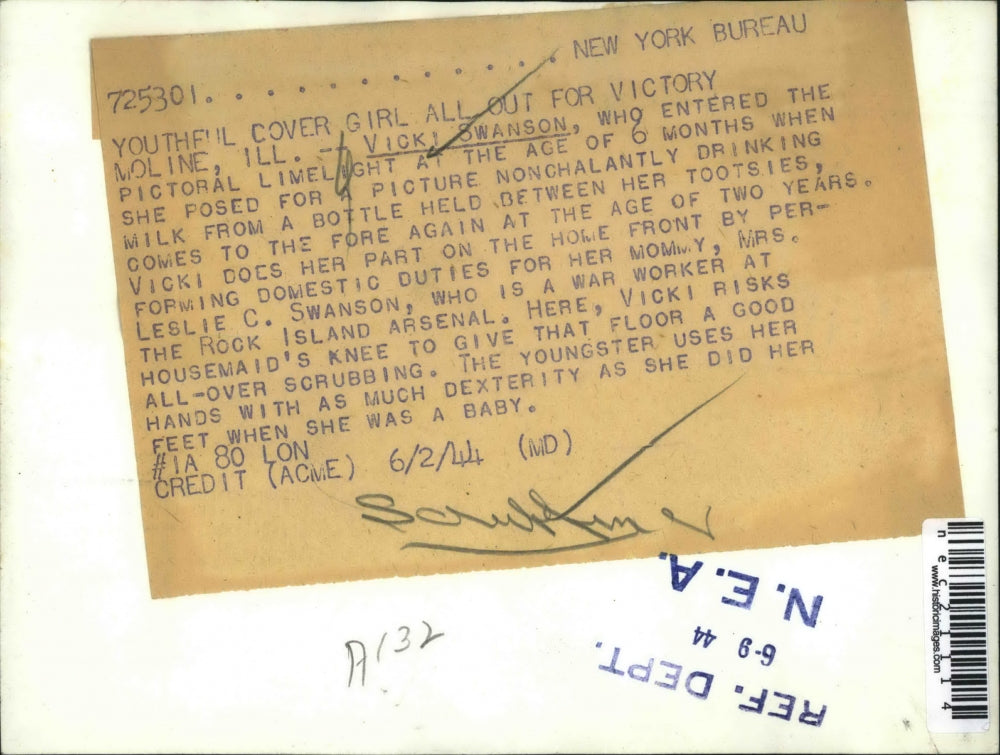 725301. . . . . . . . . . . . . NEW YORK BUREAU
YOUTHFUL COVER GIRL ALL OUT FOR VICTORY
MOLINE, ILL. -- VICKI SWANSON, WHO ENTERED THE
PICTORAL LIMELIGHT AT THE AGE OF 6 MONTHS WHEN
SHE POSED FOR A PICTURE NONCHALANTLY DRINKING
MILK FROM A BOTTLE HELD BETWEEN HER TOOTSIES,
COMES TO THE FORE AGAIN AT THE AGE OF TWO YEARS.
VICKI DOES HER PART ON THE HOME FRONT BY PER-
FORMING DOMESTIC DUTIES FOR HER MOMMY, MRS.
LESLIE C. SWANSON, WHO IS A WAR WORKER AT
THE ROCK ISLAND ARSENAL. HERE, VICKI RISKS
HOUSEMAID'S KNEE TO GIVE THAT FLOOR A GOOD
ALL-OVER SCRUBBING. THE YOUNGSTER USES HER
HANDS WITH AS MUCH DEXTERITY AS SHE DID HER
FEET WHEN SHE WAS A BABY.
#1A 80 LON
CREDIT (ACME) 6/2/44 (MD)
A132
REF. DEPT.
6-9 44
N.E.A.
nec21114
www.historicimages.com